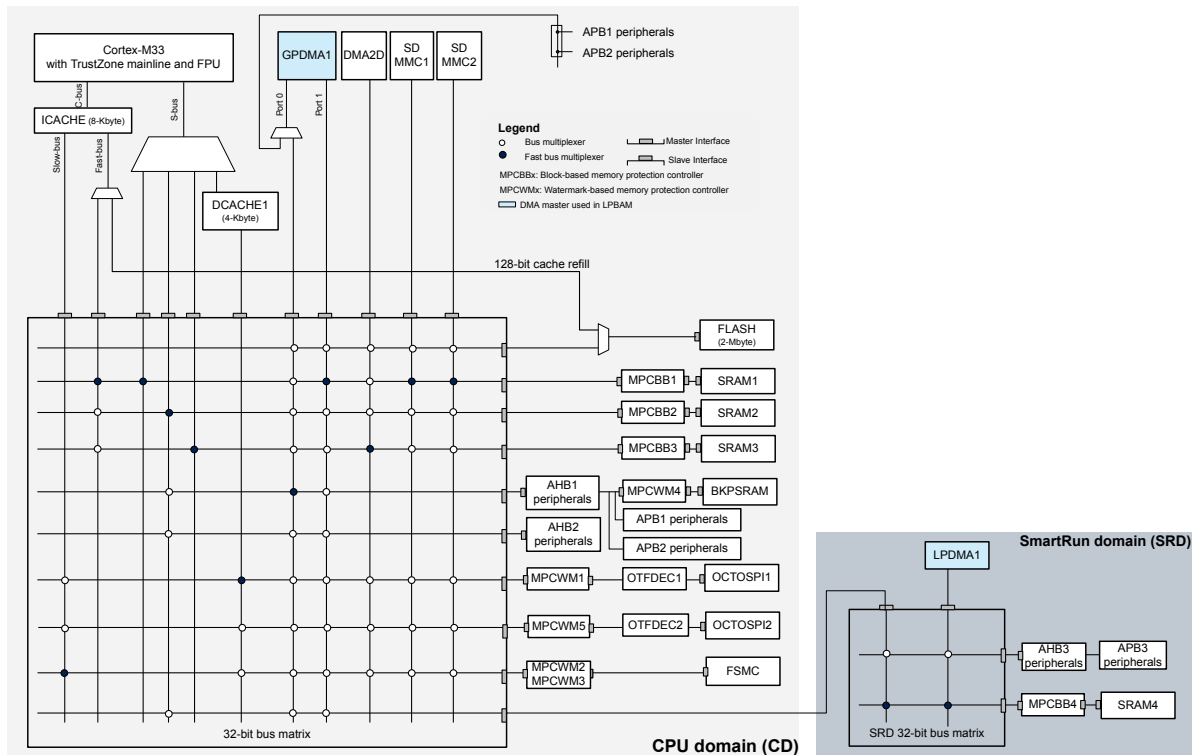 Cortex-M33
with TrustZone mainline and FPU
GPDMA1
DMA2D
SD
MMC1
SD
MMC2
APB1 peripherals
APB2 peripherals
C-bus
S-bus
Port 0
Port 1
ICACHE (8-Kbyte)
Slow-bus
Fast-bus
DCACHE1
(4-Kbyte)
Legend
Bus multiplexer
Fast bus multiplexer
Master Interface
Slave Interface
MPCBBx: Block-based memory protection controller
MPCWMx: Watermark-based memory protection controller
DMA master used in LPBAM
128-bit cache refill
FLASH
(2-Mbyte)
MPCBB1
SRAM1
MPCBB2
SRAM2
MPCBB3
SRAM3
AHB1
peripherals
MPCWM4
BKPSRAM
APB1 peripherals
AHB2
peripherals
APB2 peripherals
MPCWM1
OTFDEC1
OCTOSPI1
MPCWM5
OTFDEC2
OCTOSPI2
MPCWM2
MPCWM3
FSMC
32-bit bus matrix
CPU domain (CD)
SmartRun domain (SRD)
LPDMA1
AHB3
peripherals
APB3
peripherals
MPCBB4
SRAM4
SRD 32-bit bus matrix